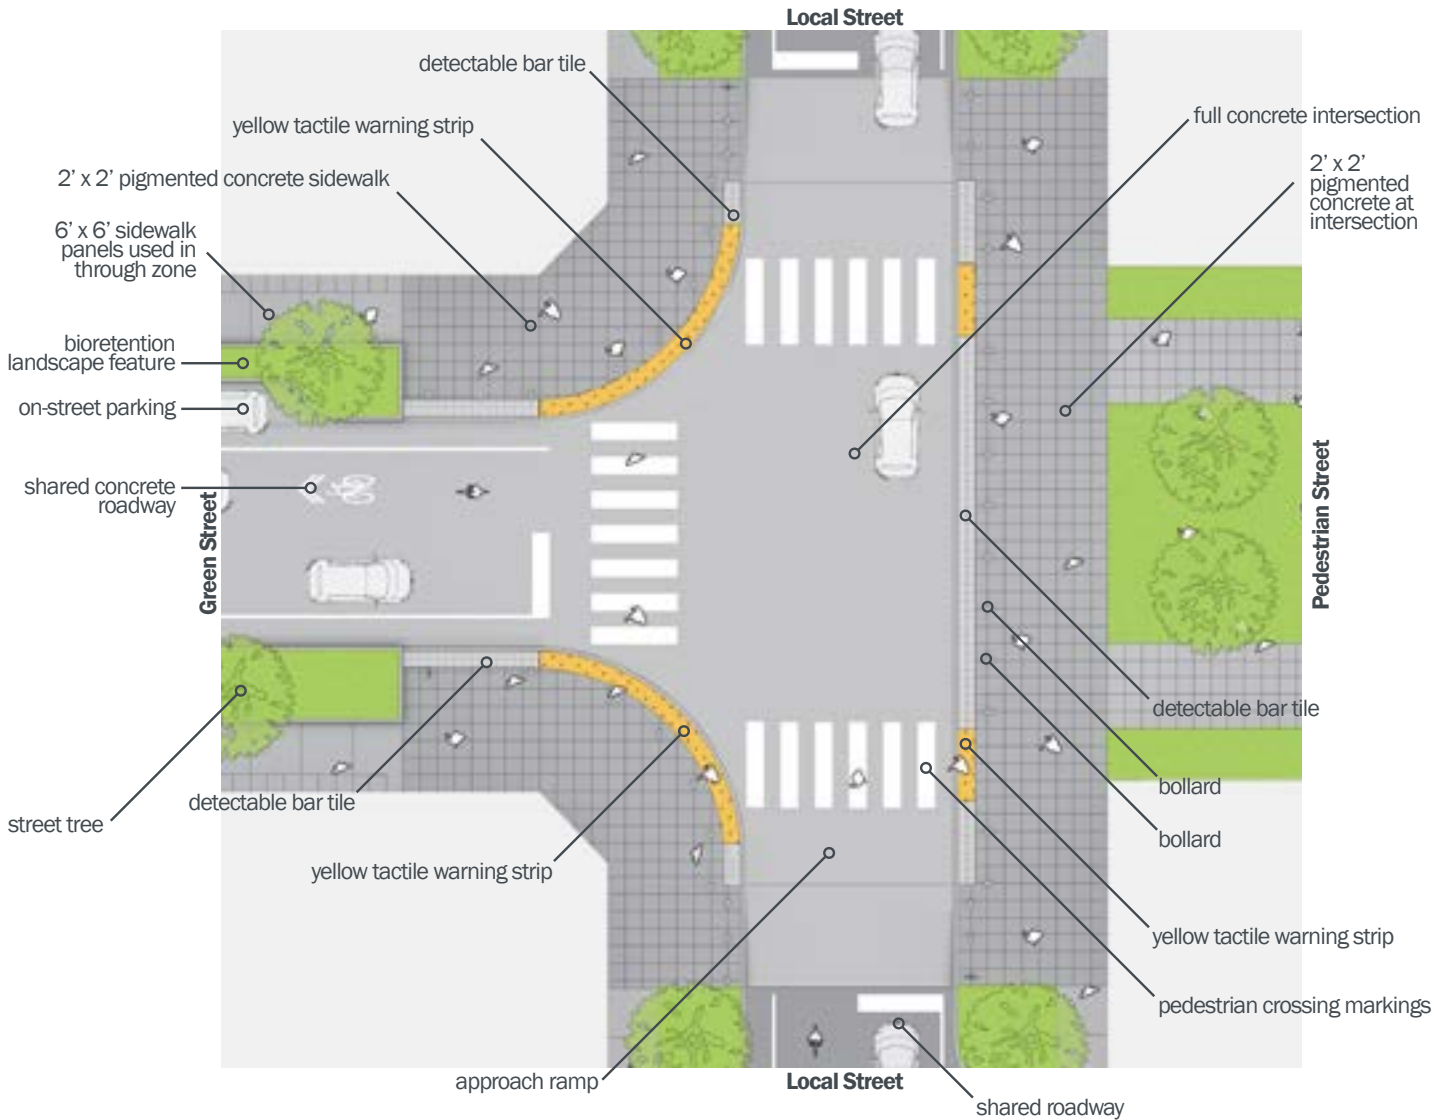 Local Street
detectable bar tile
yellow tactile warning strip
2’ x 2’ pigmented concrete sidewalk
6’ x 6’ sidewalk
panels used in
through zone
bioretention
landscape feature
on-street parking
shared concrete
roadway
Green Street
street tree
detectable bar tile
yellow tactile warning strip
approach ramp
Local Street
full concrete intersection
2’ x 2’
pigmented
concrete at
intersection
Pedestrian Street
detectable bar tile
bollard
bollard
yellow tactile warning strip
pedestrian crossing markings
shared roadway